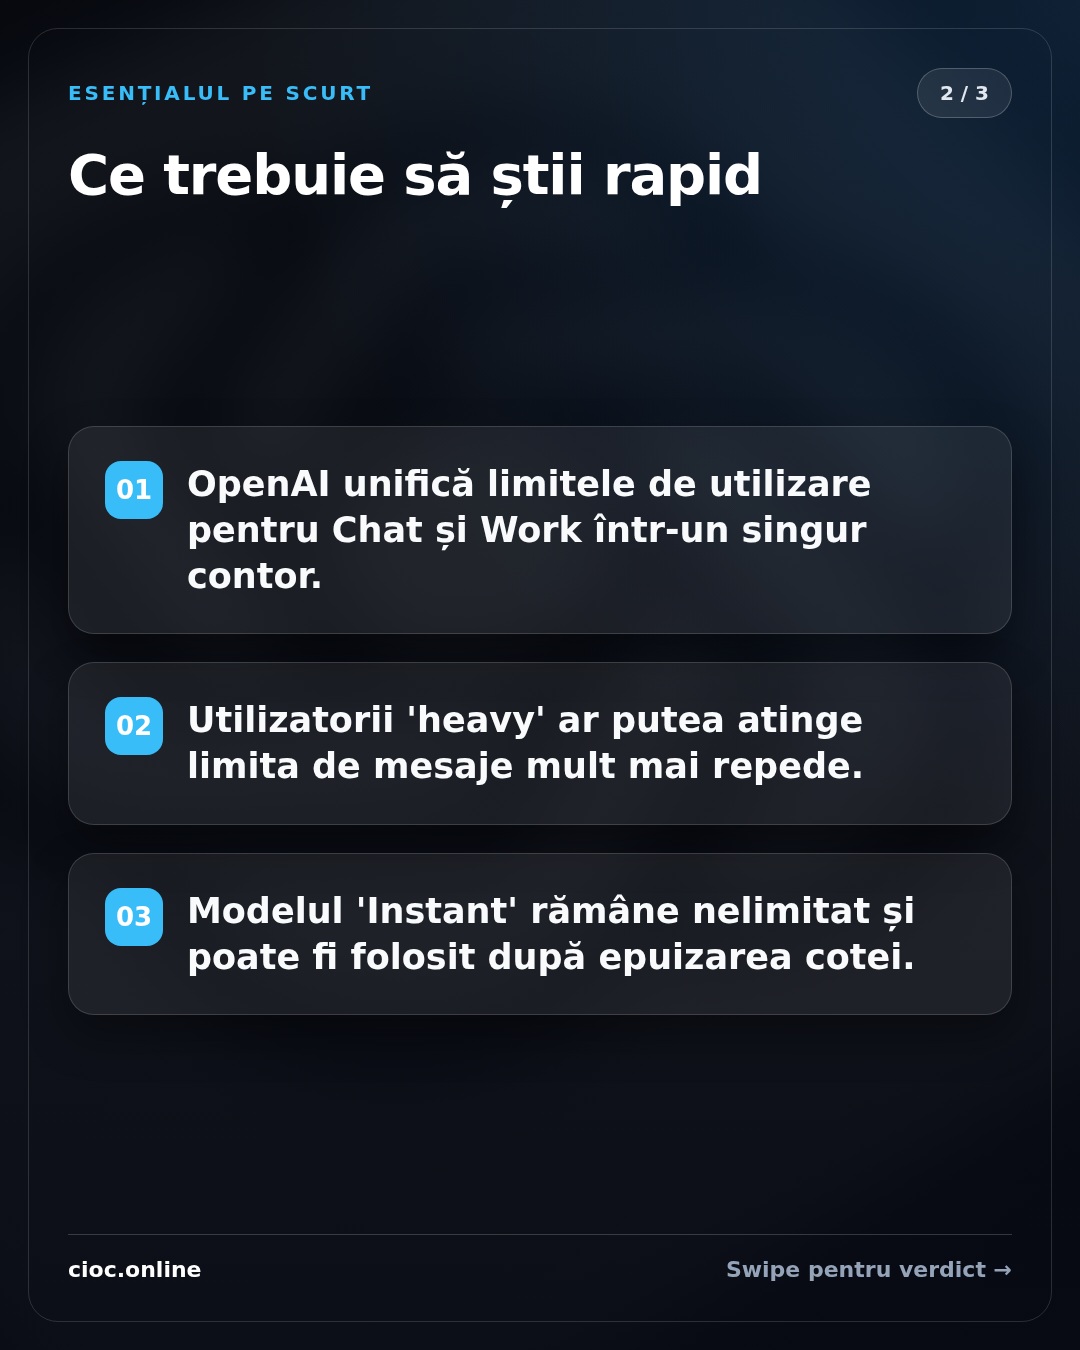 ESENȚIALUL PE SCURT
2 / 3
Ce trebuie să știi rapid
01
OpenAI unifică limitele de utilizare
pentru Chat și Work într-un singur
contor.
02
Utilizatorii 'heavy' ar putea atinge
limita de mesaje mult mai repede.
03
Modelul 'Instant' rămâne nelimitat și
poate fi folosit după epuizarea cotei.
cioc.online
Swipe pentru verdict →